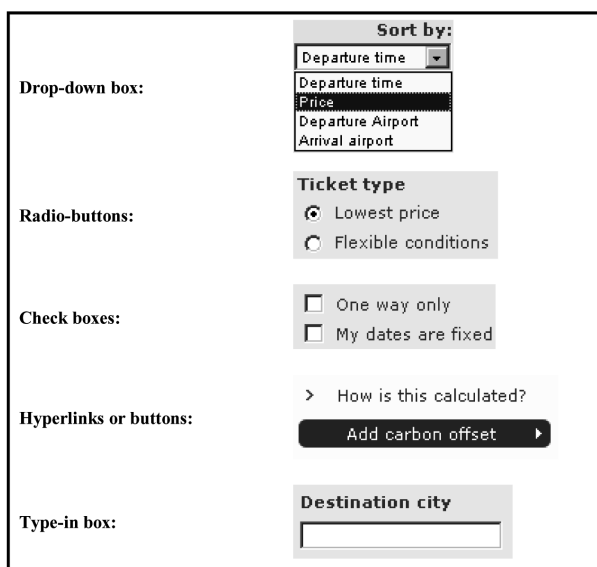 Sort by:
Departure time
Departure time
Price
Departure Airport
Arrival airport
Drop-down box:
Ticket type
Lowest price
Flexible conditions
Radio-buttons:
One way only
My dates are fixed
Check boxes:
> How is this calculated?
Add carbon offset
Hyperlinks or buttons:
Destination city
Type-in box: